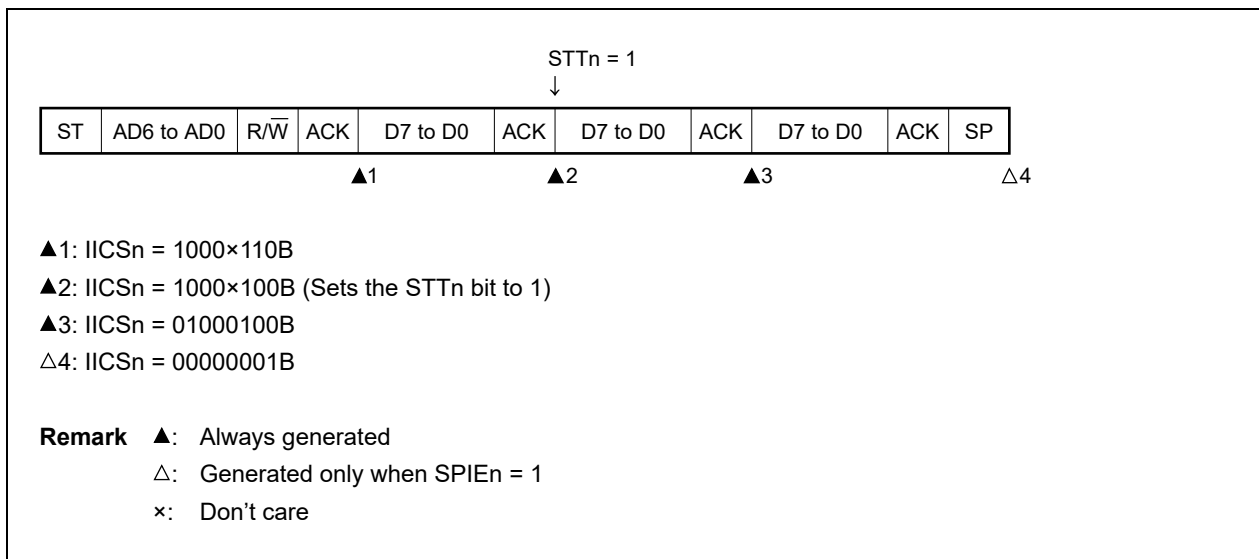 STTn = 1
↓
ST AD6 to AD0 R/W̅ ACK D7 to D0 ACK D7 to D0 ACK D7 to D0 ACK SP
▲1 ▲2 ▲3 △4
▲1: IICSn = 1000×110B
▲2: IICSn = 1000×100B (Sets the STTn bit to 1)
▲3: IICSn = 01000100B
△4: IICSn = 00000001B
Remark ▲: Always generated
△: Generated only when SPIEn = 1
×: Don't care